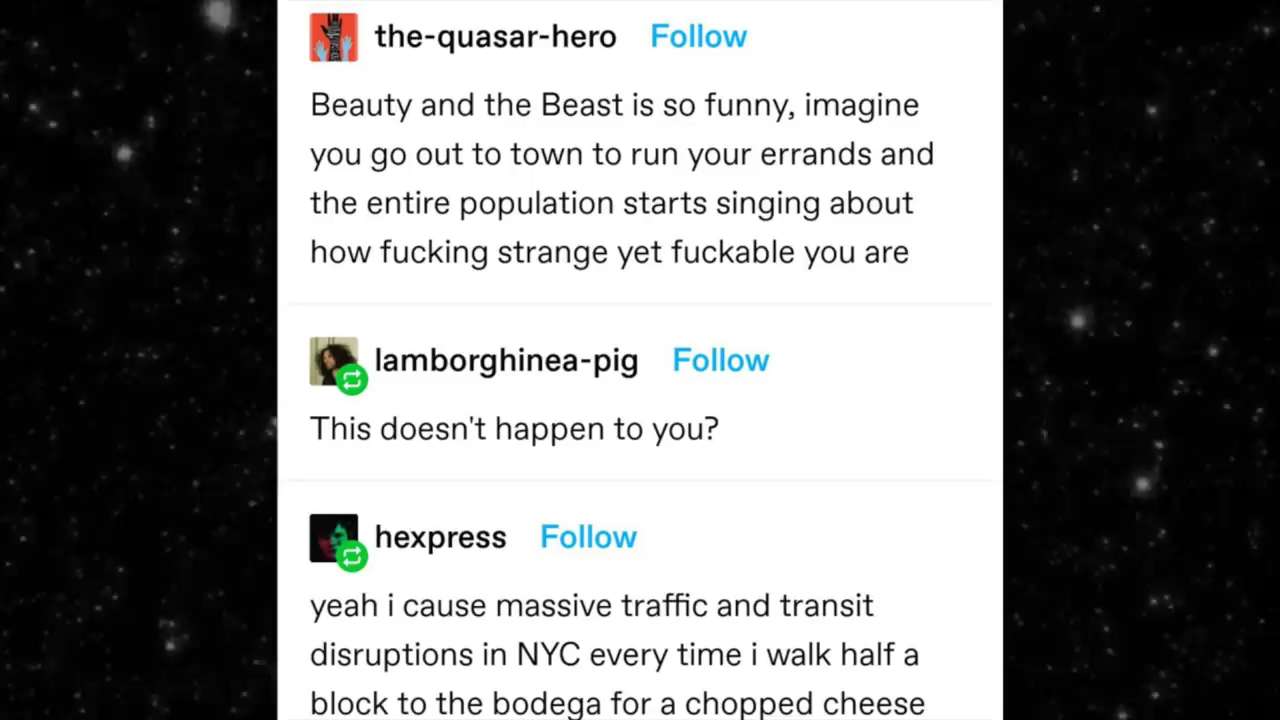 the-quasar-hero Follow
Beauty and the Beast is so funny, imagine
you go out to town to run your errands and
the entire population starts singing about
how fucking strange yet fuckable you are
lamborghinea-pig Follow
This doesn't happen to you?
hexpress Follow
yeah i cause massive traffic and transit
disruptions in NYC every time i walk half a
block to the bodega for a chopped cheese